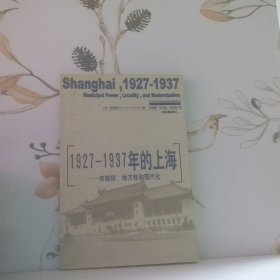 Shanghai ,1927-1937
Municipal Power , Locality , and Modernization
1927-1937年的上海
——市政权、地方性和现代化